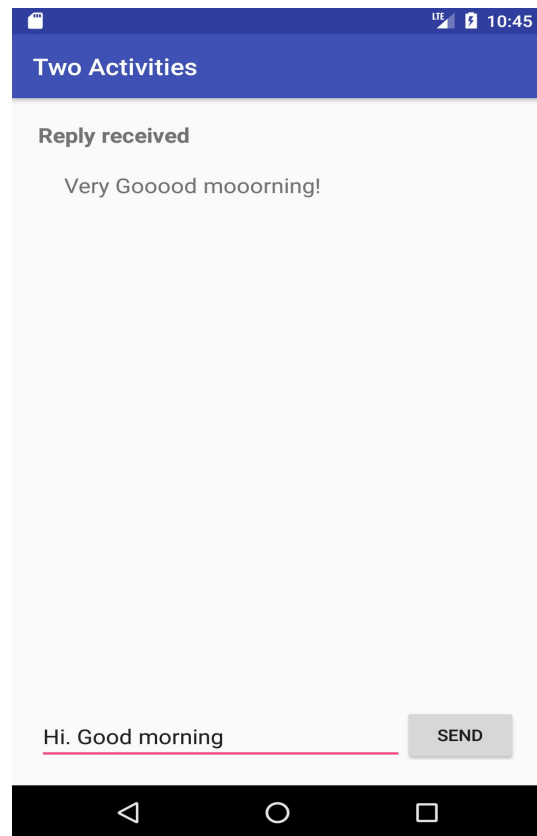 LTE 10:45
Two Activities
Reply received
Very Gooood mooorning!
Hi. Good morning SEND